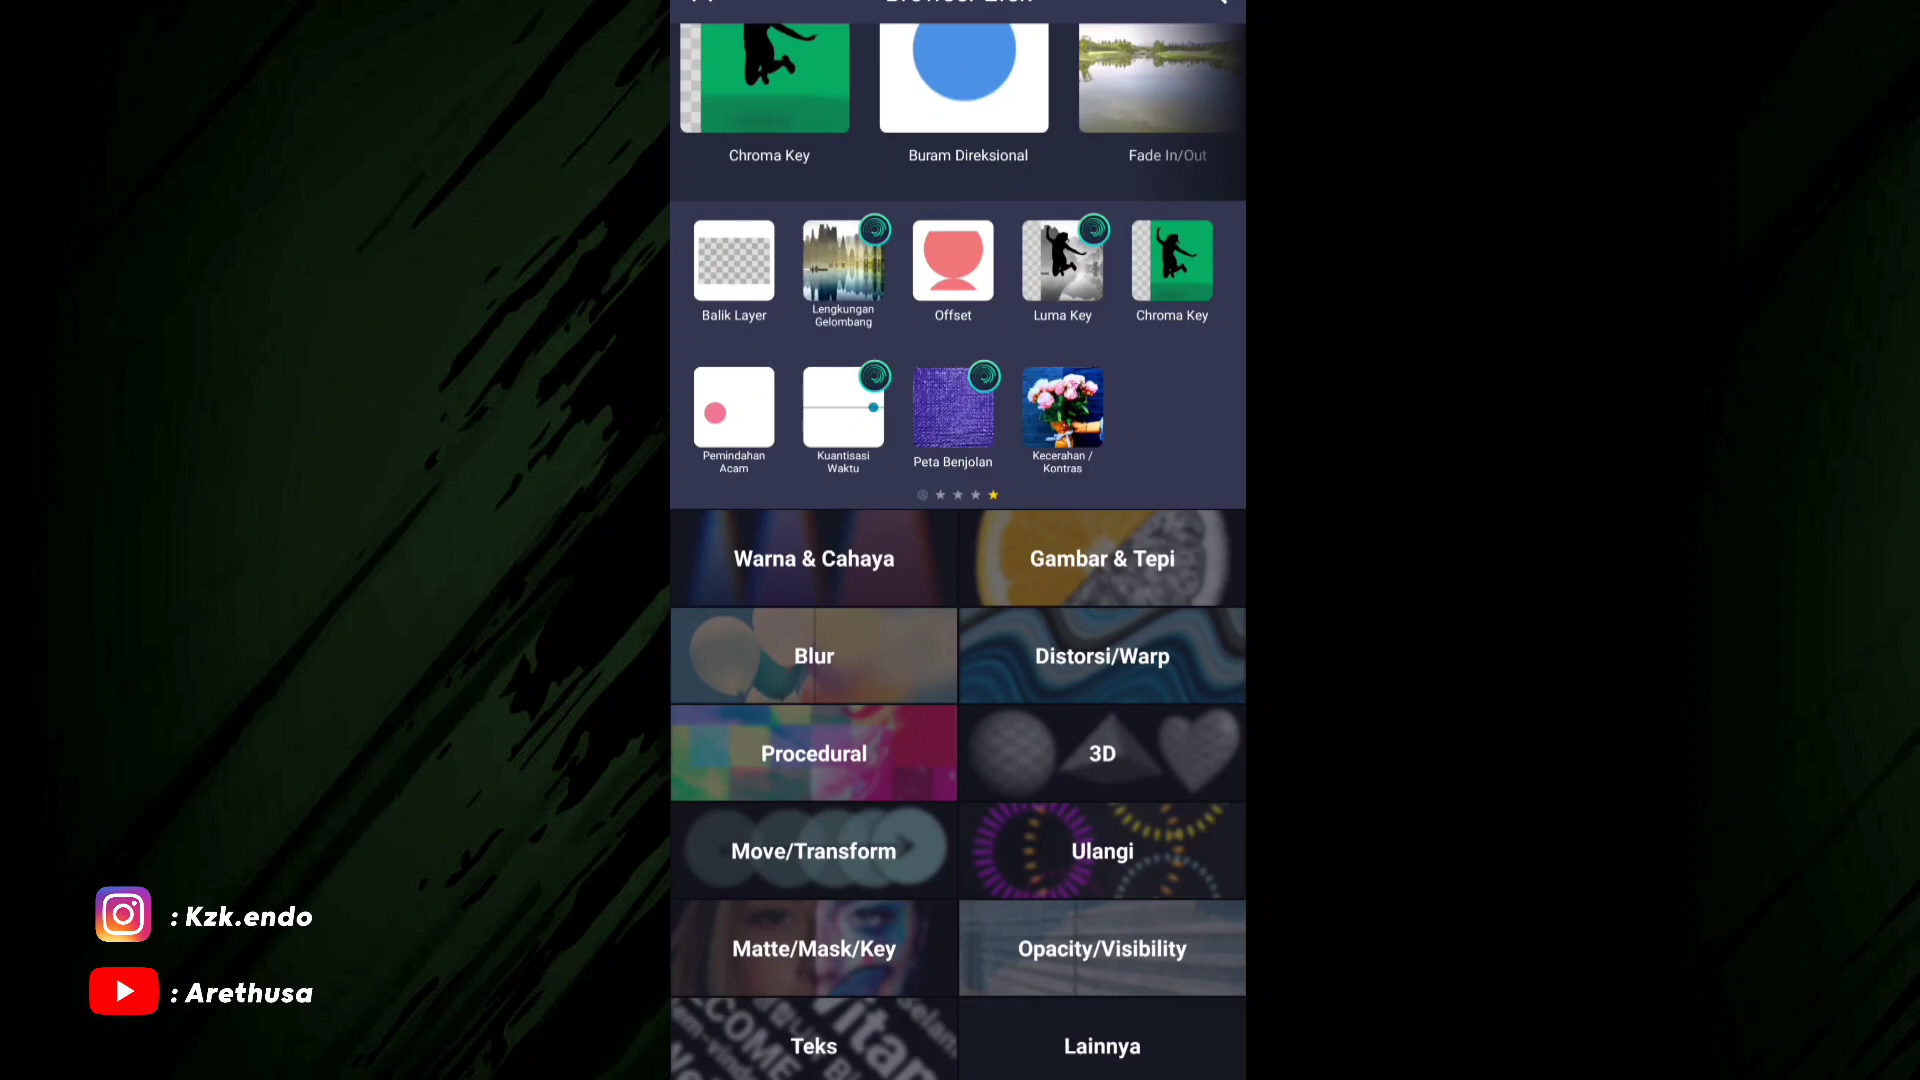 Chroma Key
Buram Direksional
Fade In/Out
Balik Layer
Lengkungan
Gelombang
Offset
Luma Key
Chroma Key
Pemindahan
Acam
Kuantisasi
Waktu
Peta Benjolan
Kecerahan /
Kontras
Warna & Cahaya
Gambar & Tepi
Blur
Distorsi/Warp
Procedural
3D
Move/Transform
Ulangi
Matte/Mask/Key
Opacity/Visibility
Teks
Lainnya
: Kzk.endo
: Arethusa